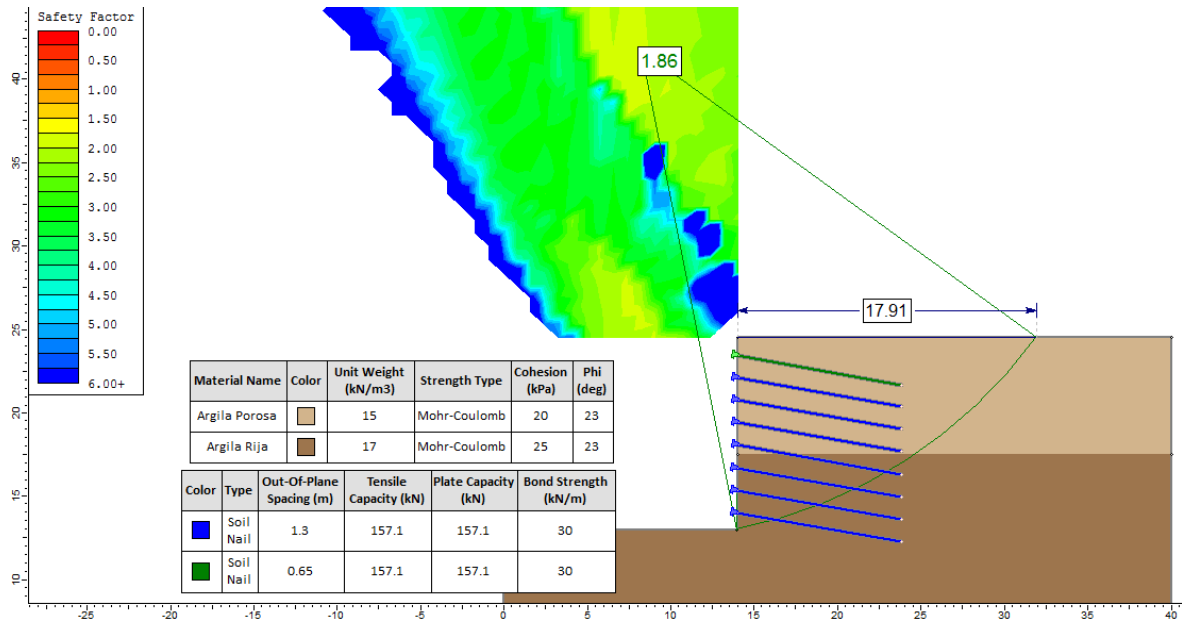 Safety Factor
0.00
0.50
1.00
1.50
2.00
2.50
3.00
3.50
4.00
4.50
5.00
5.50
6.00+
1.86
17.91
Material Name Color Unit Weight (kN/m3) Strength Type Cohesion (kPa) Phi (deg)
Argila Porosa 15 Mohr-Coulomb 20 23
Argila Rija 17 Mohr-Coulomb 25 23
Color Type Out-Of-Plane Spacing (m) Tensile Capacity (kN) Plate Capacity (kN) Bond Strength (kN/m)
Soil Nail 1.3 157.1 157.1 30
Soil Nail 0.65 157.1 157.1 30
40
35
30
25
20
15
10
-25 -20 -15 -10 -5 0 5 10 15 20 25 30 35 40